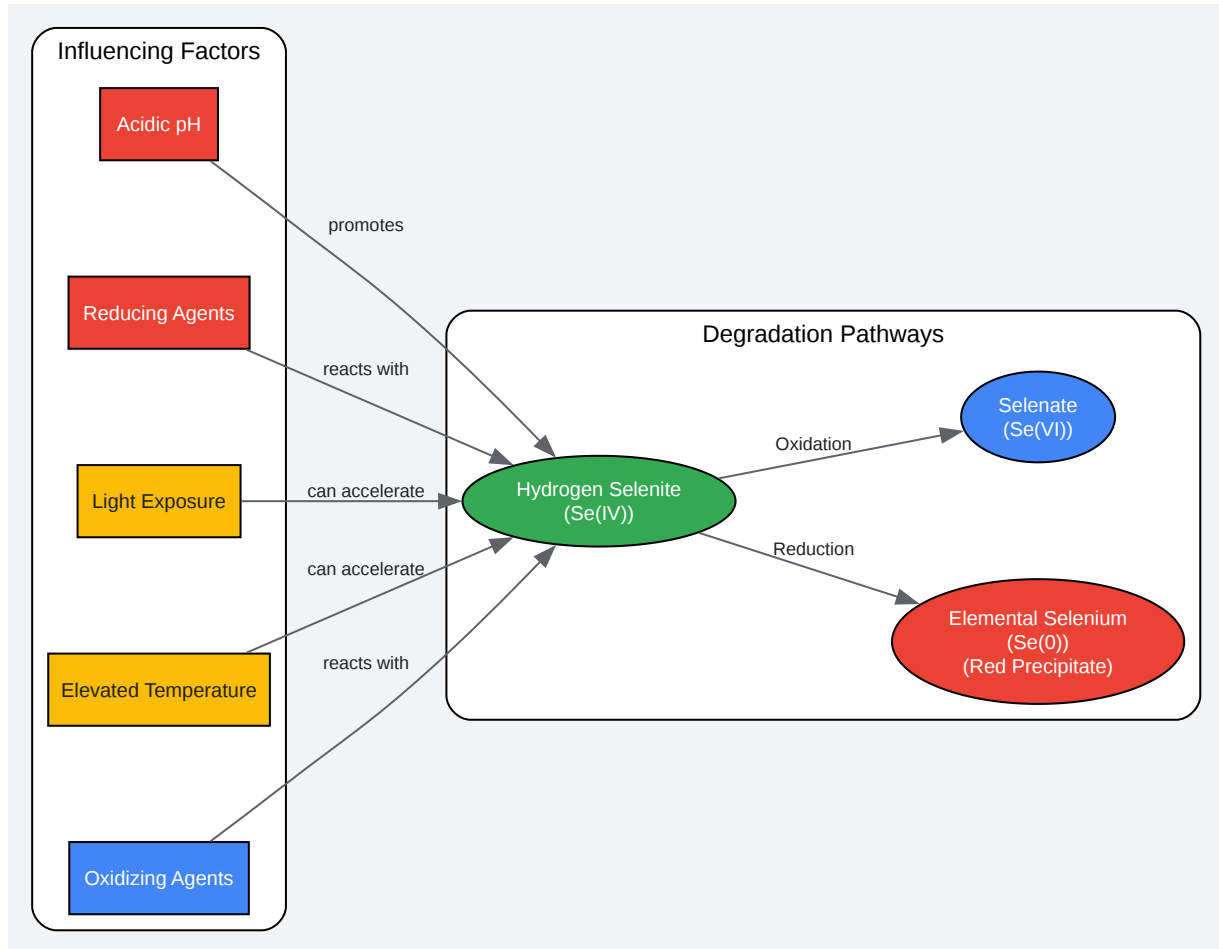 Influencing Factors
Acidic pH
promotes
Reducing Agents
reacts with
Light Exposure
can accelerate
Elevated Temperature
can accelerate
Oxidizing Agents
reacts with
Degradation Pathways
Hydrogen Selenite
(Se(IV))
Oxidation
Selenate
(Se(VI))
Reduction
Elemental Selenium
(Se(0))
(Red Precipitate)